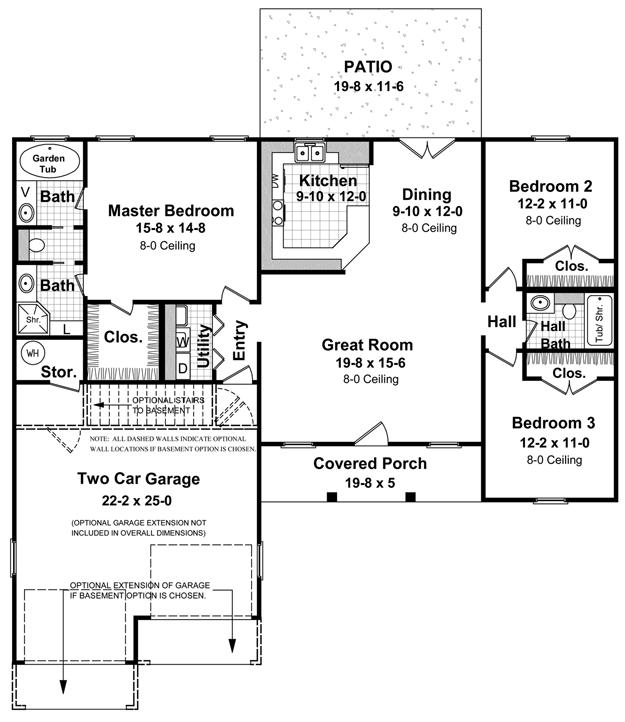 PATIO
19-8 x 11-6
Garden
Tub
V
Bath
Master Bedroom
15-8 x 14-8
8-0 Ceiling
DW
Kitchen
9-10 x 12-0
Dining
9-10 x 12-0
8-0 Ceiling
Bedroom 2
12-2 x 11-0
8-0 Ceiling
Clos.
Bath
Shr.
L
Clos.
Utility
W
D
Entry
Great Room
19-8 x 15-6
8-0 Ceiling
Hall
Hall
Bath
Tub/ Shr.
WH
Stor.
Clos.
Bedroom 3
12-2 x 11-0
8-0 Ceiling
OPTIONAL STAIRS
TO BASEMENT
NOTE: ALL DASHED WALLS INDICATE OPTIONAL
WALL LOCATIONS IF BASEMENT OPTION IS CHOSEN.
Covered Porch
19-8 x 5
Two Car Garage
22-2 x 25-0
(OPTIONAL GARAGE EXTENSION NOT
INCLUDED IN OVERALL DIMENSIONS)
OPTIONAL EXTENSION OF GARAGE
IF BASEMENT OPTION IS CHOSEN.